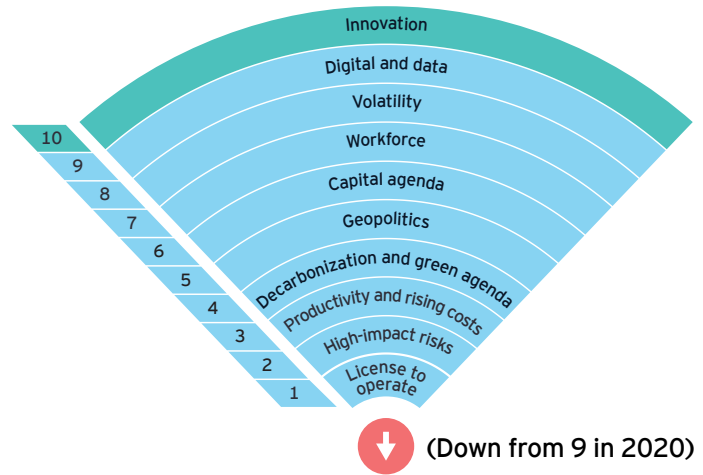 Innovation
Digital and data
Volatility
Workforce
Capital agenda
Geopolitics
Decarbonization and green agenda
Productivity and rising costs
High-impact risks
License to
operate
10
9
8
7
6
5
4
3
2
1
(Down from 9 in 2020)